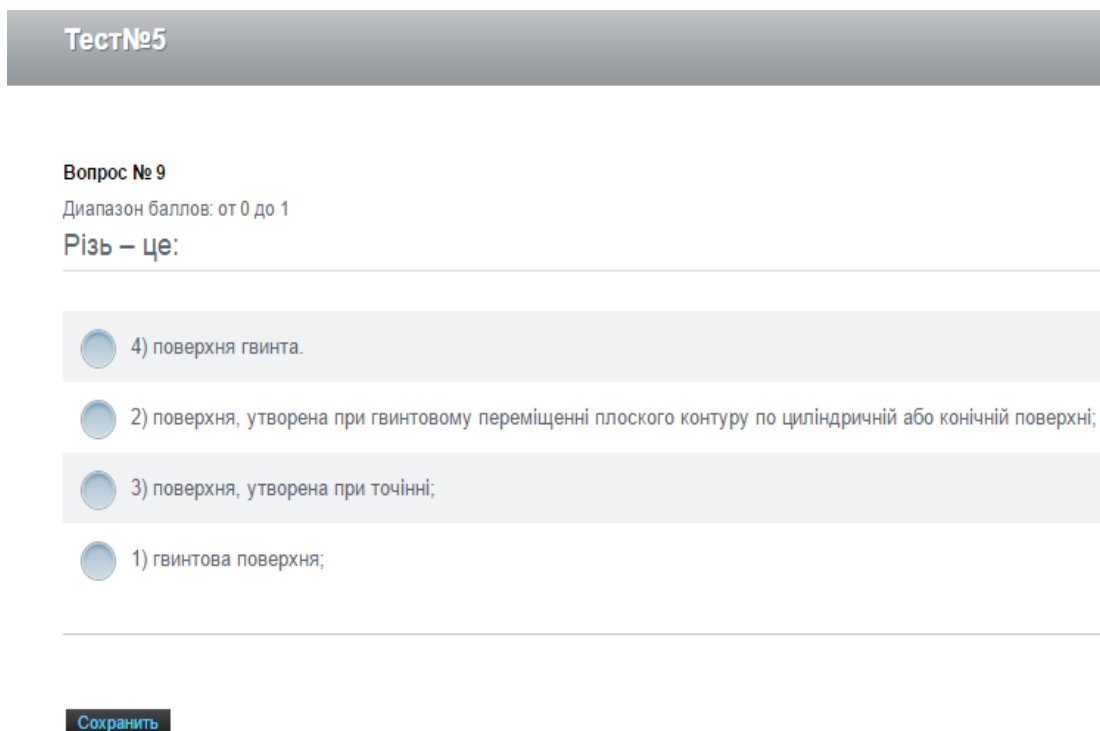 Тест№5
Вопрос № 9
Диапазон баллов: от 0 до 1
Різь – це:
4) поверхня гвинта.
2) поверхня, утворена при гвинтовому переміщенні плоского контуру по циліндричній або конічній поверхні;
3) поверхня, утворена при точінні;
1) гвинтова поверхня;
Сохранить